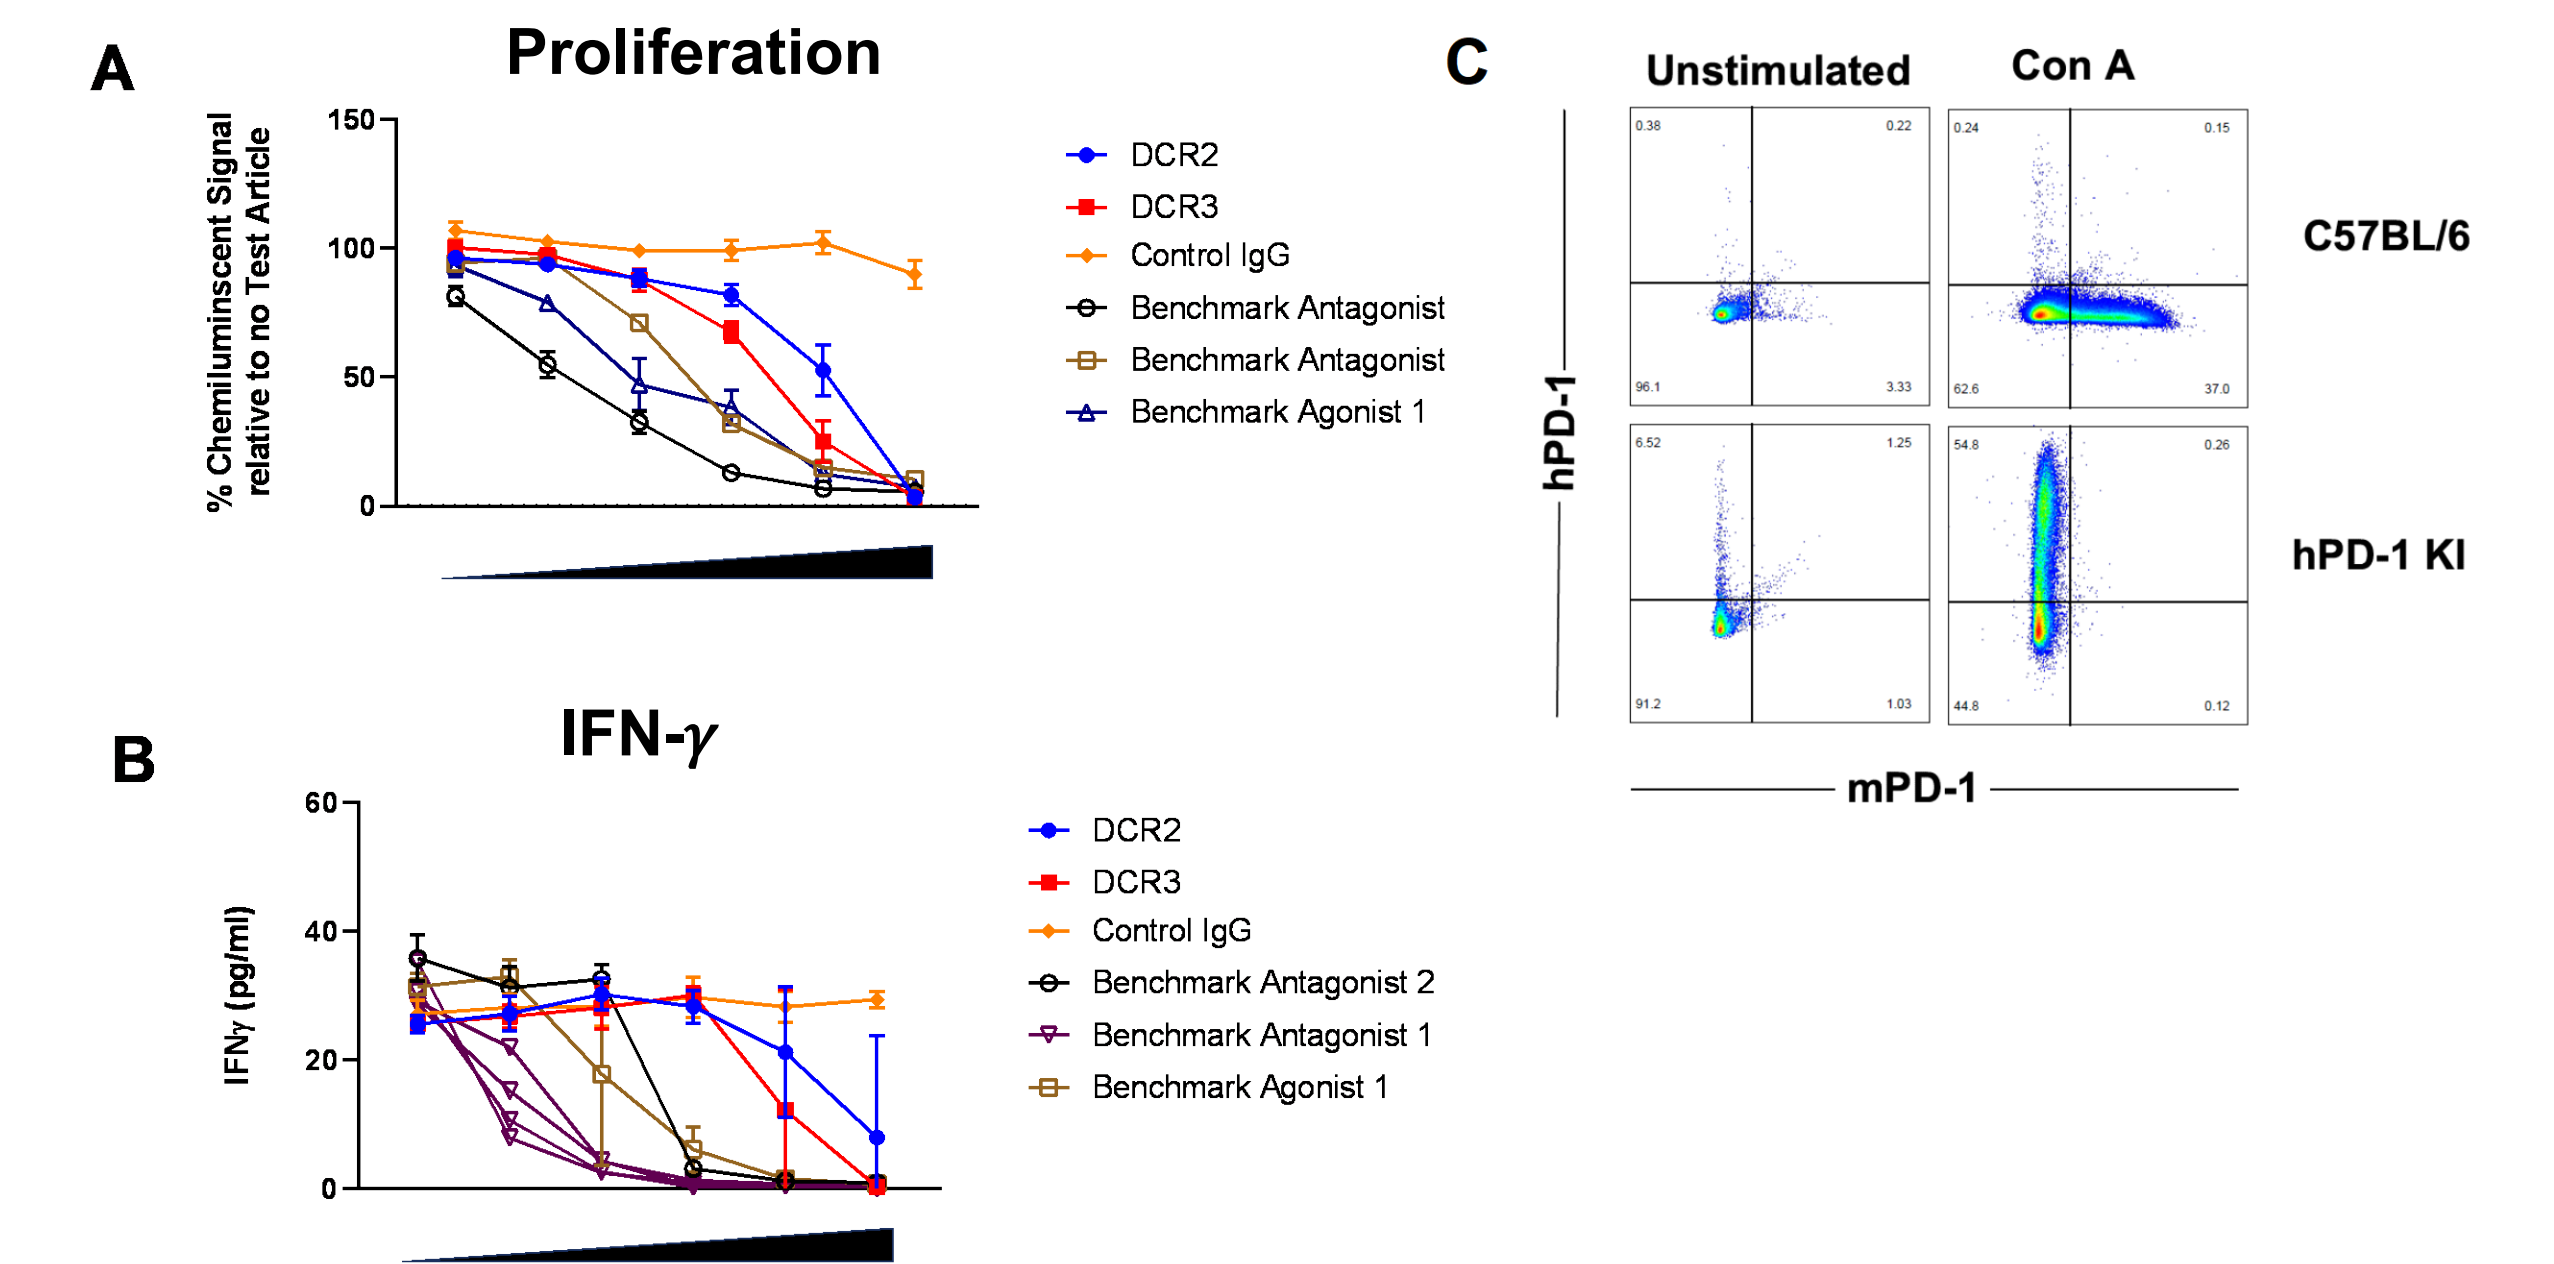 A
Proliferation
% Chemiluminscent Signal
relative to no Test Article
150
100
50
0
DCR2
DCR3
Control IgG
Benchmark Antagonist
Benchmark Antagonist
Benchmark Agonist 1
B
IFN-γ
IFNγ (pg/ml)
60
40
20
0
DCR2
DCR3
Control IgG
Benchmark Antagonist 2
Benchmark Antagonist 1
Benchmark Agonist 1
C
Unstimulated
Con A
0.38
0.22
96.1
3.33
0.24
0.15
62.6
37.0
C57BL/6
6.52
1.25
91.2
1.03
54.8
0.26
44.8
0.12
hPD-1 KI
hPD-1
mPD-1